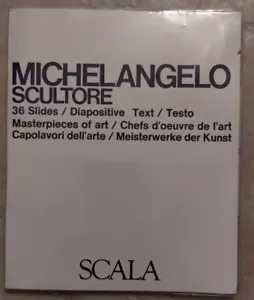 MICHELANGELO
SCULTORE
36 Slides / Diapositive Text / Testo
Masterpieces of art / Chefs d'oeuvre de l'art
Capolavori dell'arte / Meisterwerke der Kunst
SCALA